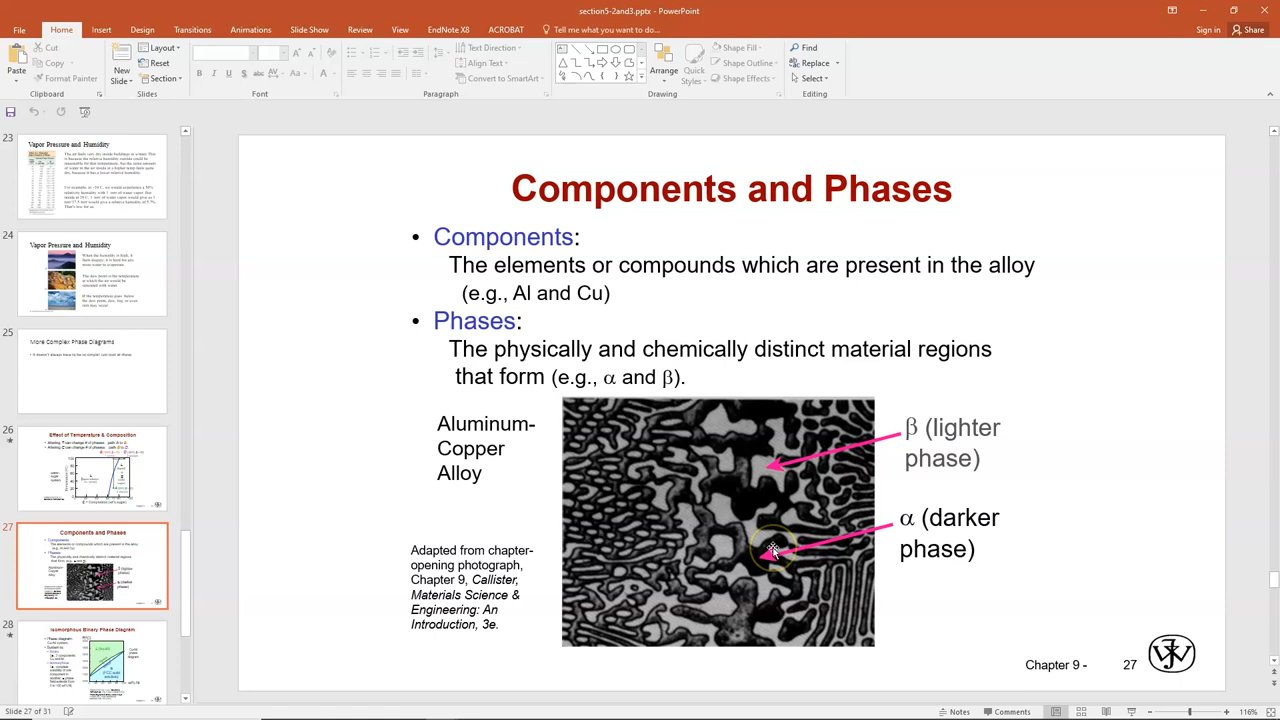 section5-2and3.pptx - PowerPoint
File Home Insert Design Transitions Animations Slide Show Review View EndNote X8 ACROBAT Tell me what you want to do... Sign in Share
Cut Layout Text Direction Shape Fill Find
Copy Reset Align Text Shape Outline Replace
Paste Format Painter New Slide Section Convert to SmartArt Arrange Quick Styles Shape Effects Select
Clipboard Slides Font Paragraph Drawing Editing
23
Vapor Pressure and Humidity
24
Vapor Pressure and Humidity
25
More Complex Phase Diagrams
26
Effect of Temperature & Composition
27
Components and Phases
28
Isomorphous Binary Phase Diagram
Components and Phases
• Components:
The elements or compounds which are present in the alloy
(e.g., Al and Cu)
• Phases:
The physically and chemically distinct material regions
that form (e.g., α and β).
Aluminum-
Copper
Alloy
β (lighter
phase)
α (darker
phase)
Adapted from chapter-
opening photograph,
Chapter 9, Callister,
Materials Science &
Engineering: An
Introduction, 3e.
Chapter 9 - 27
Slide 27 of 31 Notes Comments 116%